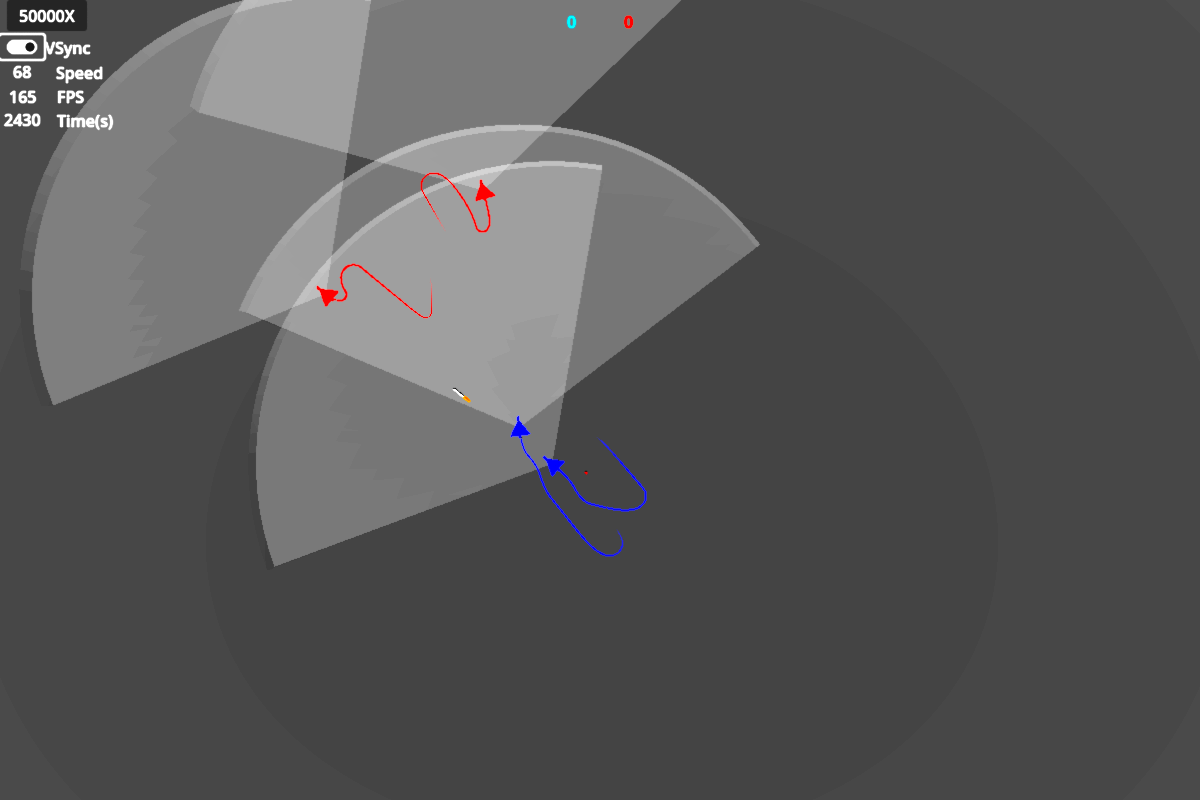 50000X
0 0
VSync
68 Speed
165 FPS
2430 Time(s)